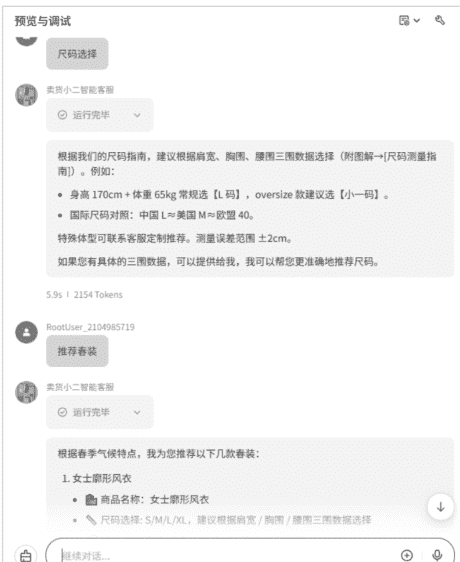 预览与调试
尺码选择
卖货小二智能客服
运行完毕
根据我们的尺码指南，建议根据肩宽、胸围、腰围三围数据选择（附图解→[尺码测量指
南]）。例如：
• 身高 170cm + 体重 65kg 常规选【L 码】，oversize 款建议选【小一码】。
• 国际尺码对照：中国 L≈美国 M≈欧盟 40。
特殊体型可联系客服定制推荐。测量误差范围 ±2cm。
如果您有具体的三围数据，可以提供给我，我可以帮您更准确地推荐尺码。
5.9s | 2154 Tokens
RootUser_2104985719
推荐春装
卖货小二智能客服
运行完毕
根据春季气候特点，我为您推荐以下几款春装：
1. 女士廓形风衣
• 商品名称：女士廓形风衣
• 尺码选择: S/M/L/XL，建议根据肩宽 / 胸围 / 腰围三围数据选择
继续对话...